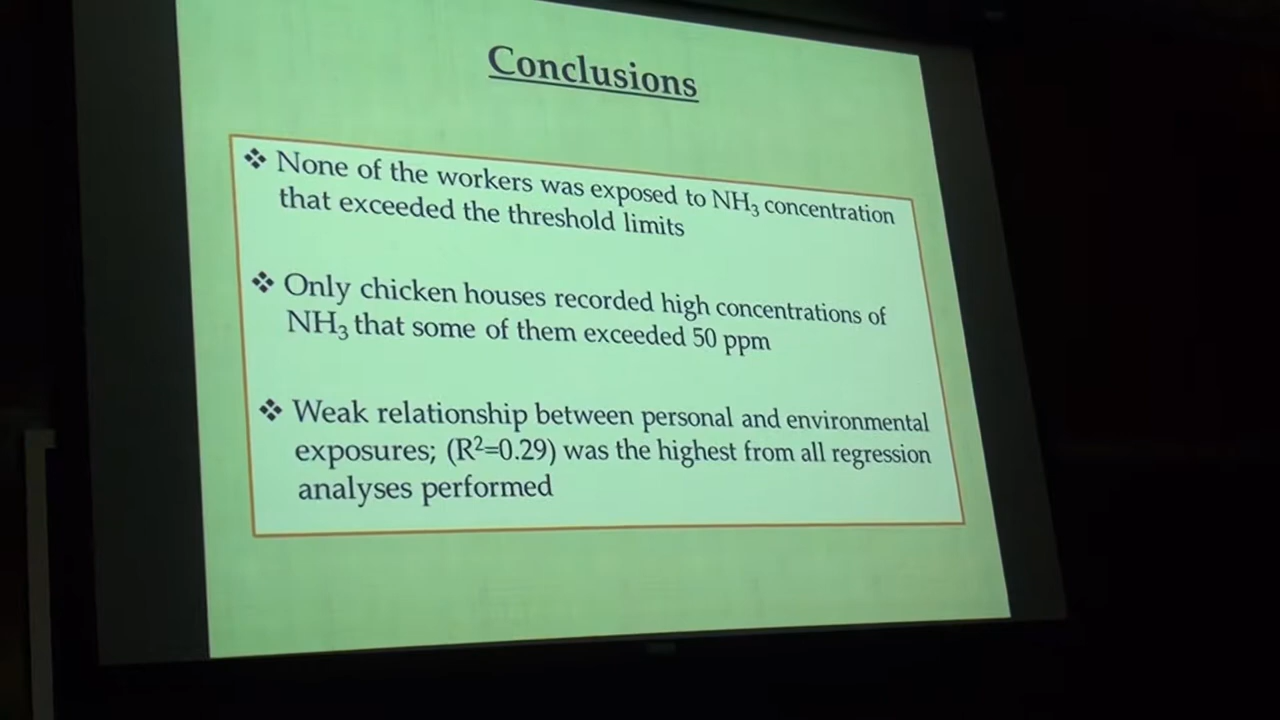 Conclusions
❖ None of the workers was exposed to NH₃ concentration
that exceeded the threshold limits
❖ Only chicken houses recorded high concentrations of
NH₃ that some of them exceeded 50 ppm
❖ Weak relationship between personal and environmental
exposures; (R²=0.29) was the highest from all regression
analyses performed